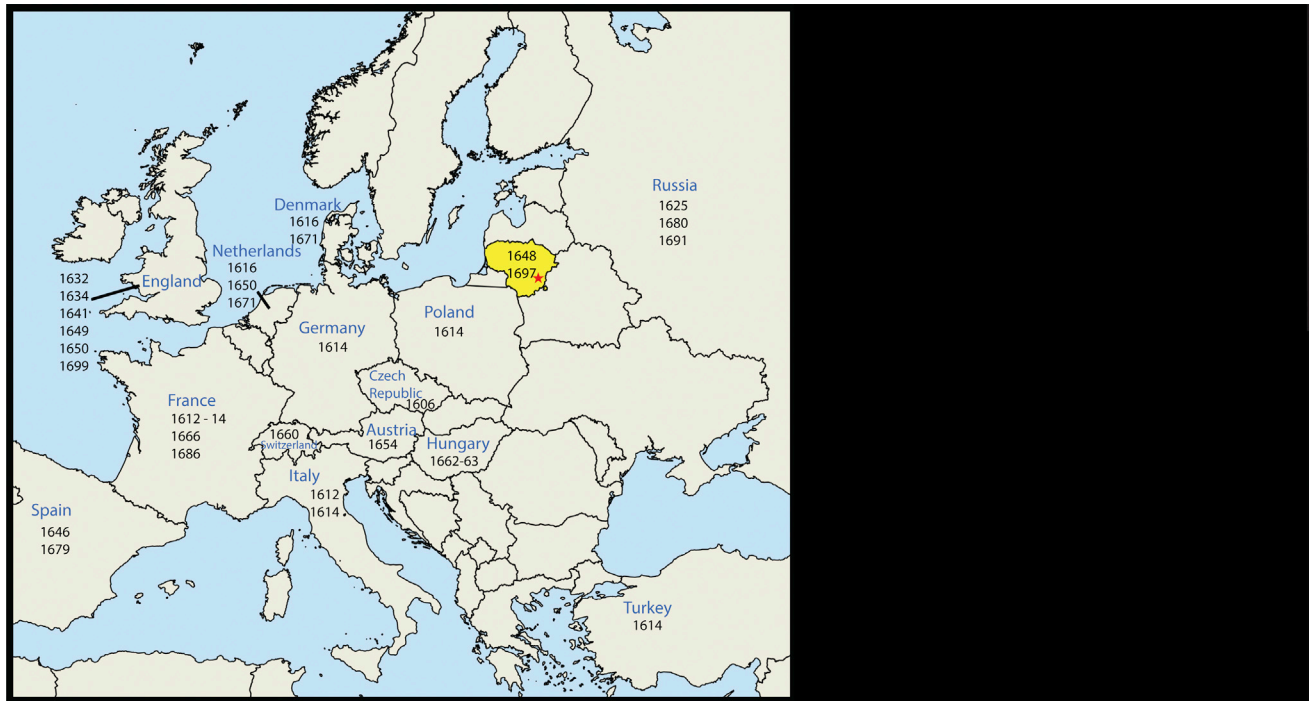 Russia
1625
1680
1691
Denmark
1616 -44
1671
Netherlands
1616
1650
1671
1648
1697
England
1632
1634
1641
1649
1650
1699
Germany
1614
Poland
1614
Czech
Republic
1606
France
1612 - 14
1666
1686
1660
Switzerland
Austria
1654
Hungary
1662-63
Italy
1612
1614
Spain
1646
1679
Turkey
1614